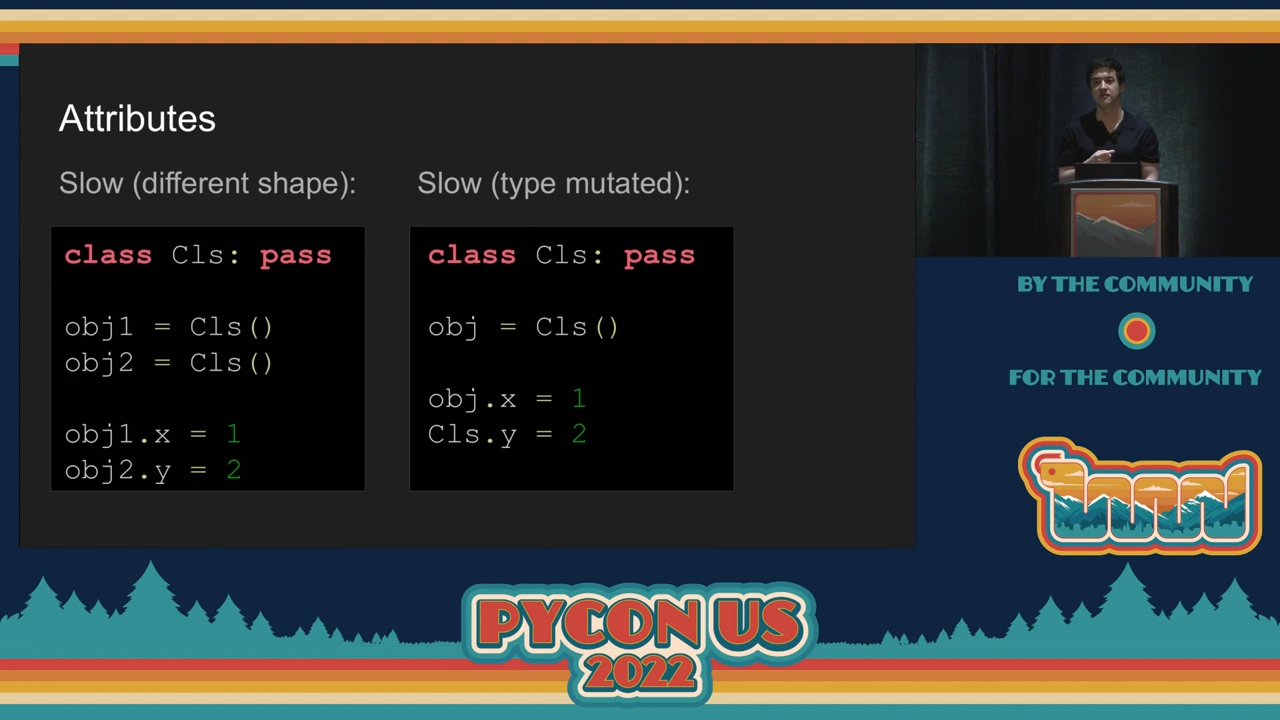 Attributes
Slow (different shape):
class Cls: pass
obj1 = Cls()
obj2 = Cls()
obj1.x = 1
obj2.y = 2
Slow (type mutated):
class Cls: pass
obj = Cls()
obj.x = 1
Cls.y = 2
BY THE COMMUNITY
FOR THE COMMUNITY
PYCON US
2022